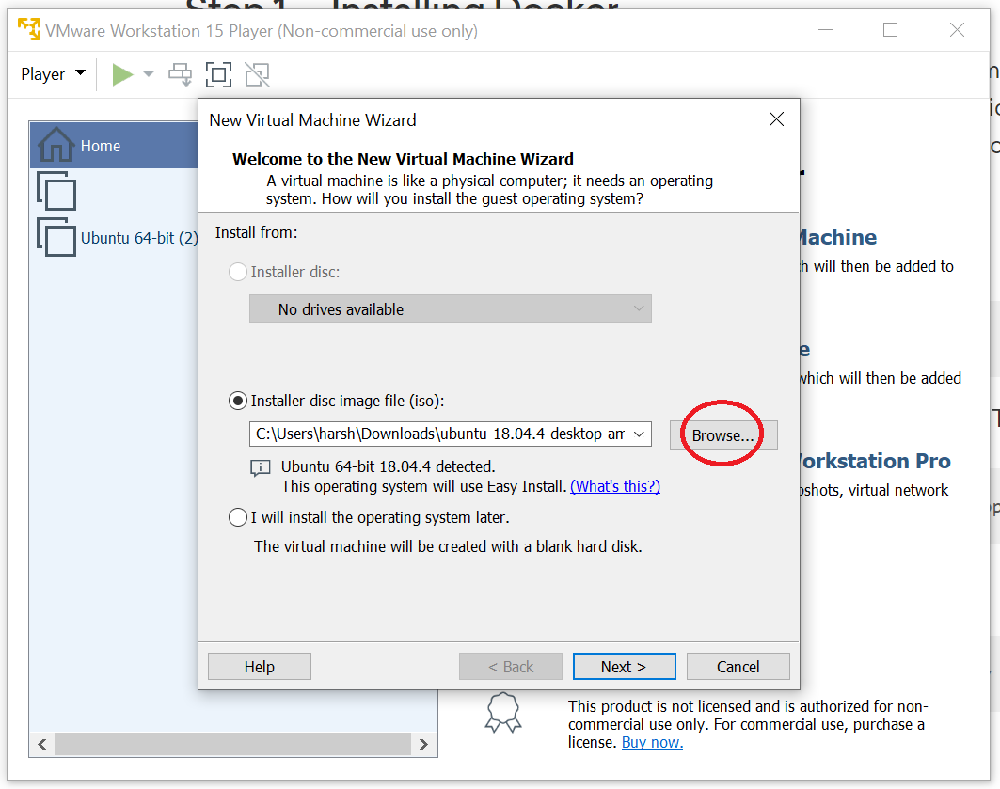 Step 1 – Installing Docker
VMware Workstation 15 Player (Non-commercial use only)
Player
New Virtual Machine Wizard
Welcome to the New Virtual Machine Wizard
A virtual machine is like a physical computer; it needs an operating
system. How will you install the guest operating system?
Home
Ubuntu 64-bit (2)
Install from:
Installer disc:
No drives available
Installer disc image file (iso):
C:\Users\harsh\Downloads\ubuntu-18.04.4-desktop-am
Browse...
Ubuntu 64-bit 18.04.4 detected.
This operating system will use Easy Install. (What's this?)
I will install the operating system later.
The virtual machine will be created with a blank hard disk.
Help
< Back
Next >
Cancel
Machine
h will then be added to
e
which will then be added
Workstation Pro
pshots, virtual network
This product is not licensed and is authorized for non-
commercial use only. For commercial use, purchase a
license. Buy now.